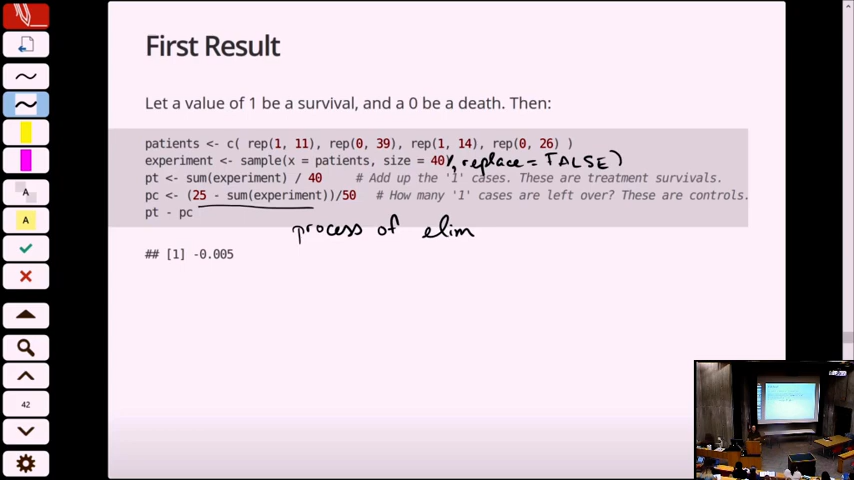 First Result
Let a value of 1 be a survival, and a 0 be a death. Then:
patients <- c( rep(1, 11), rep(0, 39), rep(1, 14), rep(0, 26) )
experiment <- sample(x = patients, size = 40, replace = FALSE)
pt <- sum(experiment) / 40 # Add up the '1' cases. These are treatment survivals.
pc <- (25 - sum(experiment))/50 # How many '1' cases are left over? These are controls.
pt - pc
process of elim
## [1] -0.005
A
A
42